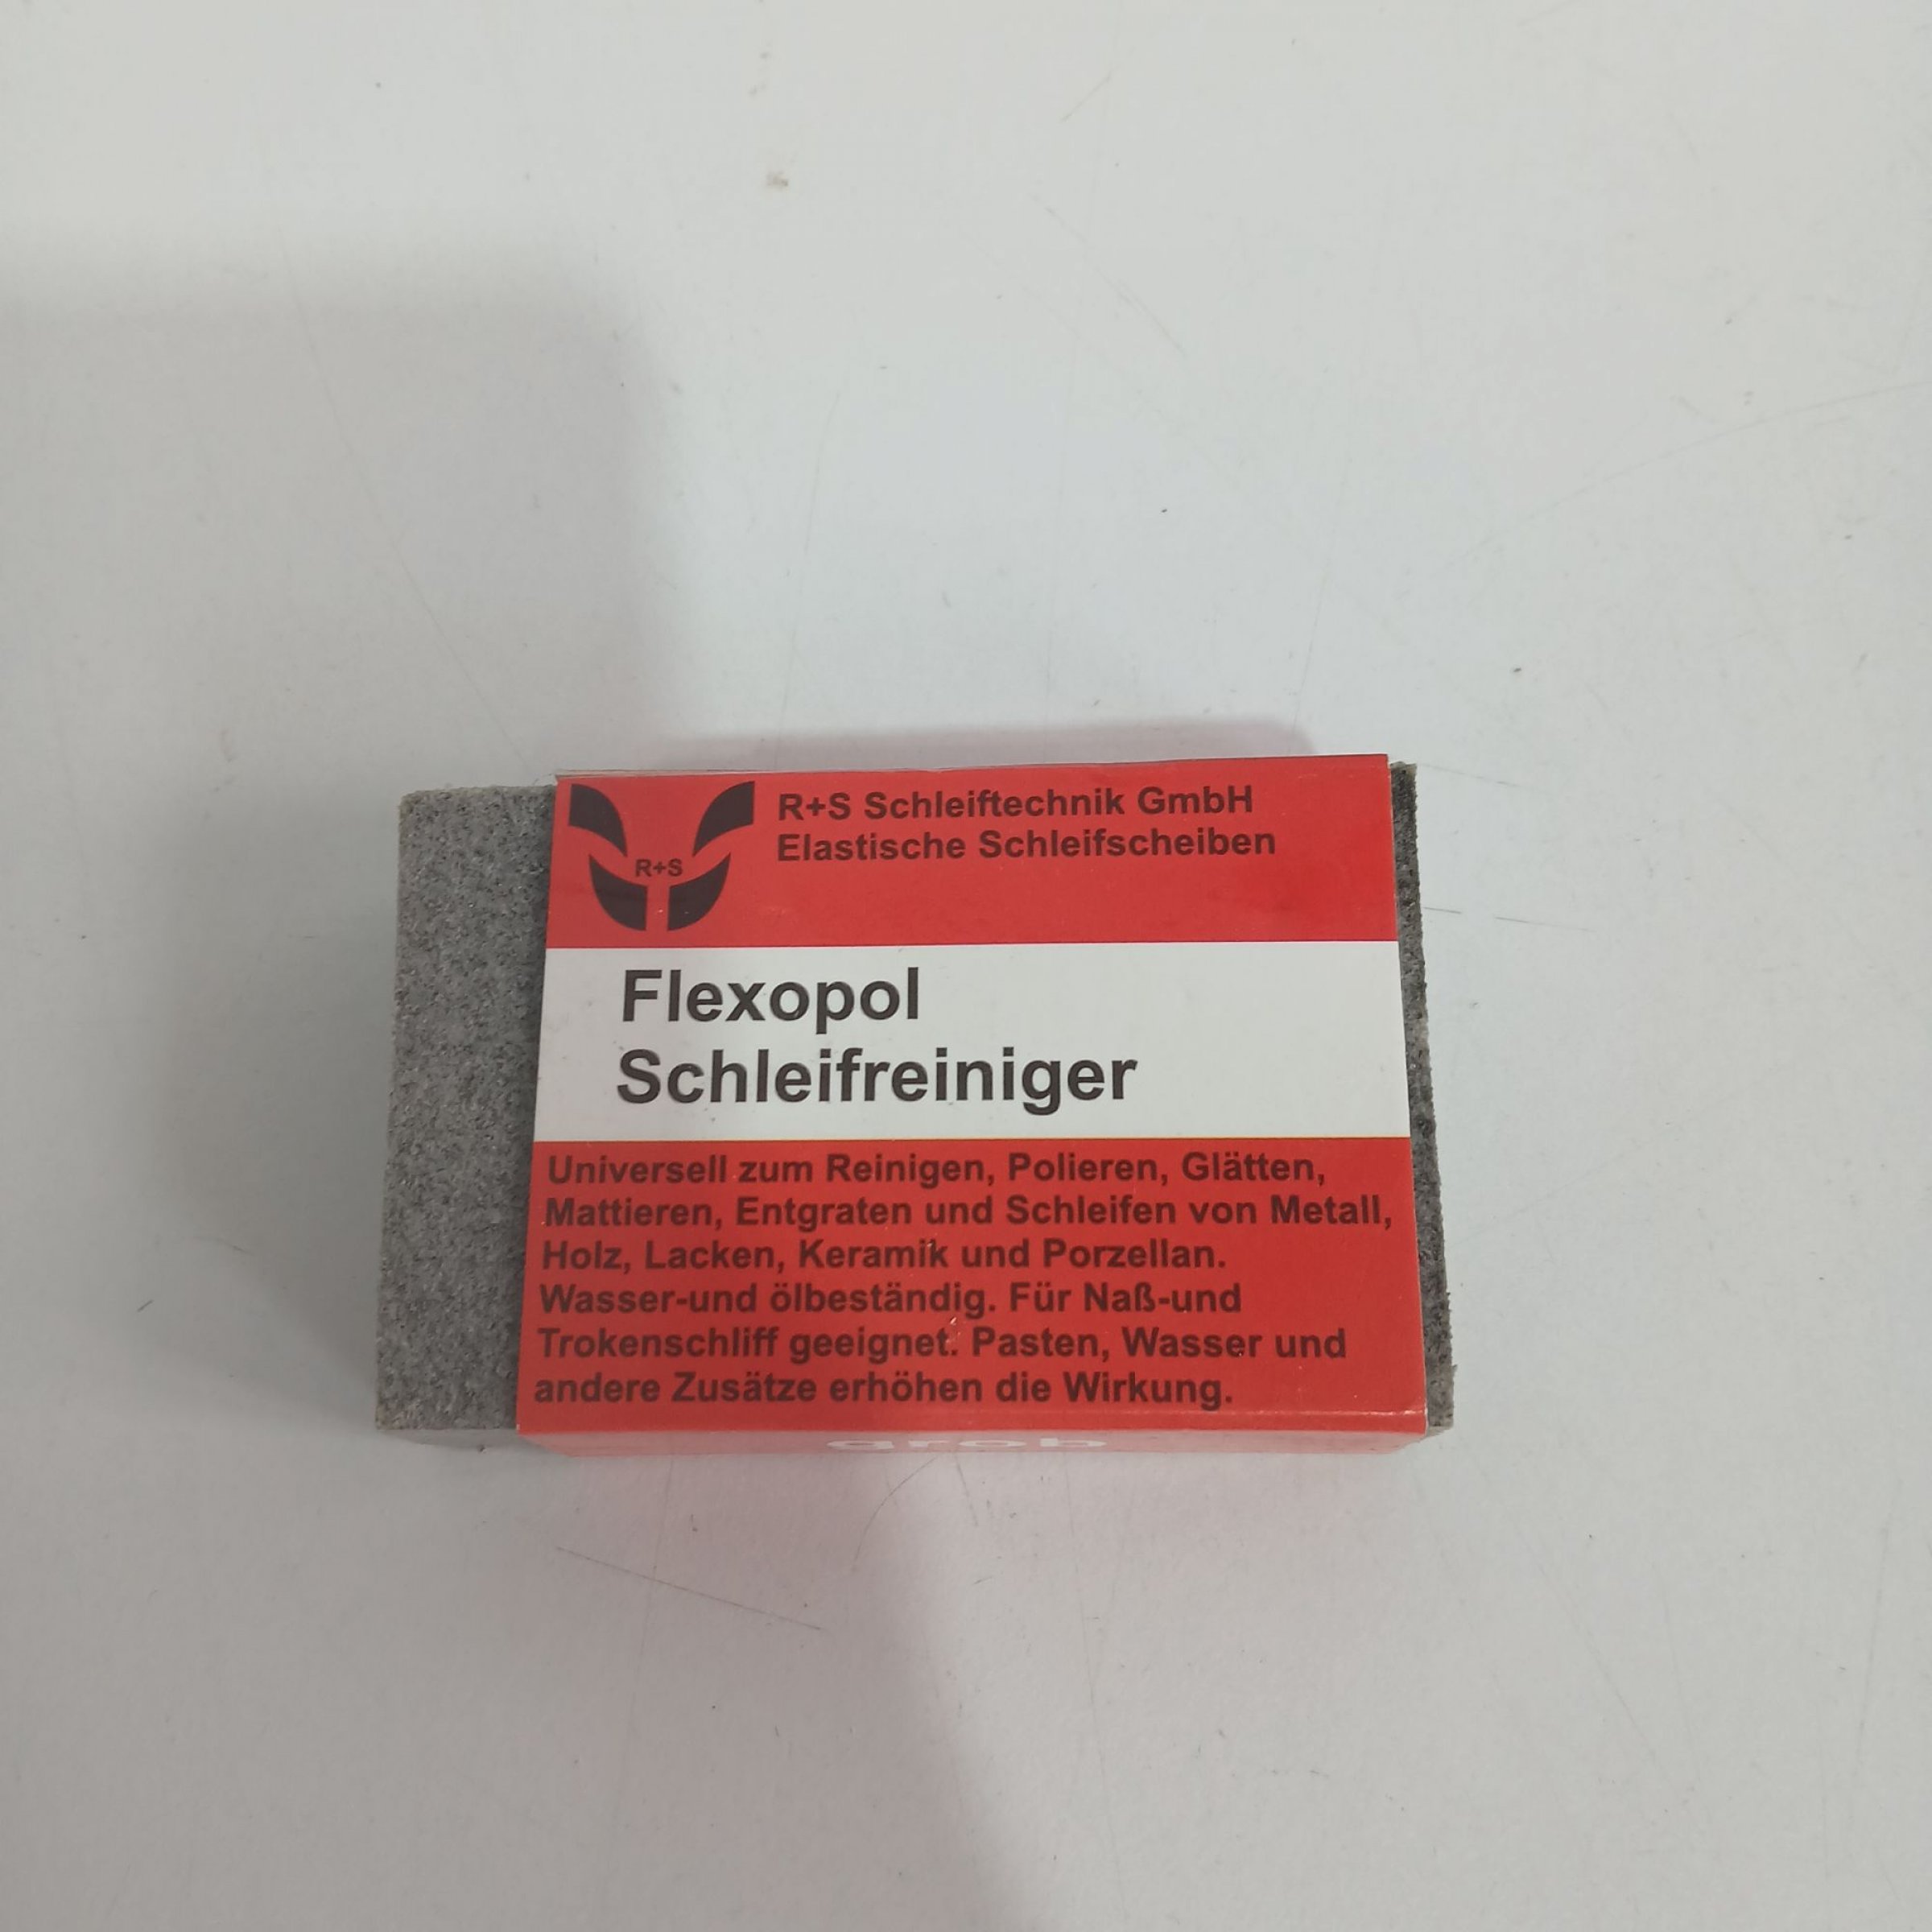 R+S Schleiftechnik GmbH
Elastische Schleifscheiben
R+S
Flexopol
Schleifreiniger
Universell zum Reinigen, Polieren, Glätten,
Mattieren, Entgraten und Schleifen von Metall,
Holz, Lacken, Keramik und Porzellan.
Wasser-und ölbeständig. Für Naß-und
Trokenschliff geeignet. Pasten, Wasser und
andere Zusätze erhöhen die Wirkung.
grob